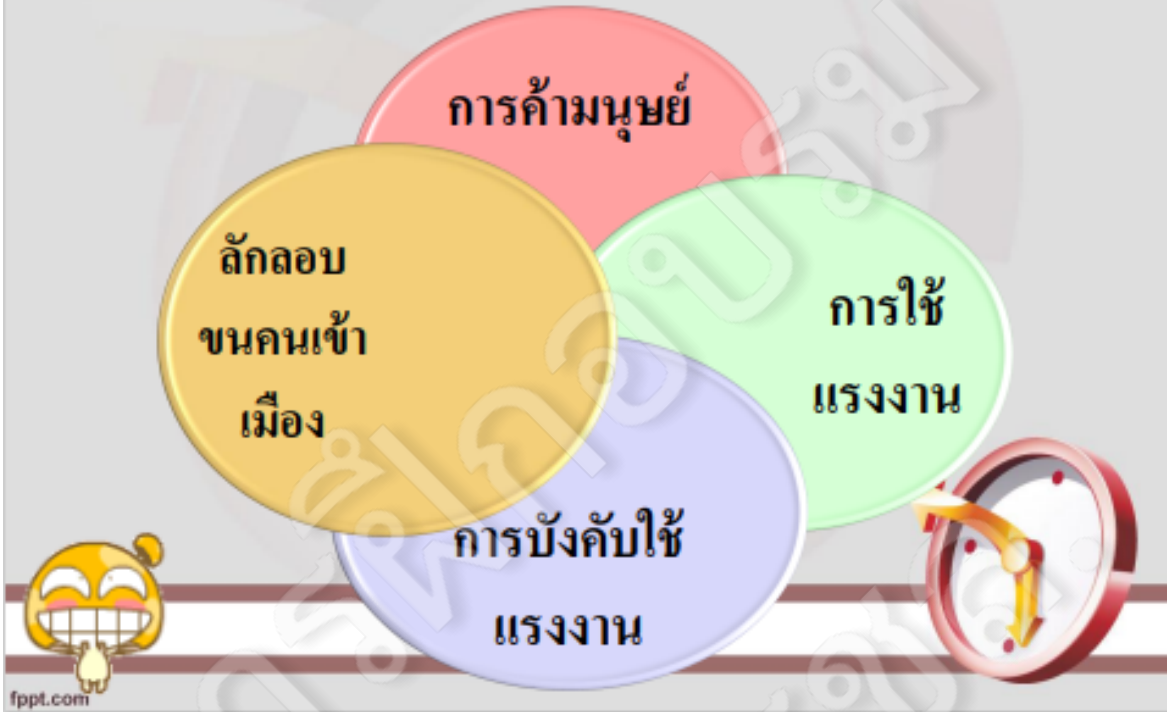 การค้ามนุษย์
ลักลอบ
ขนคนเข้า
เมือง
การใช้
แรงงาน
การบังคับใช้
แรงงาน
fppt.com